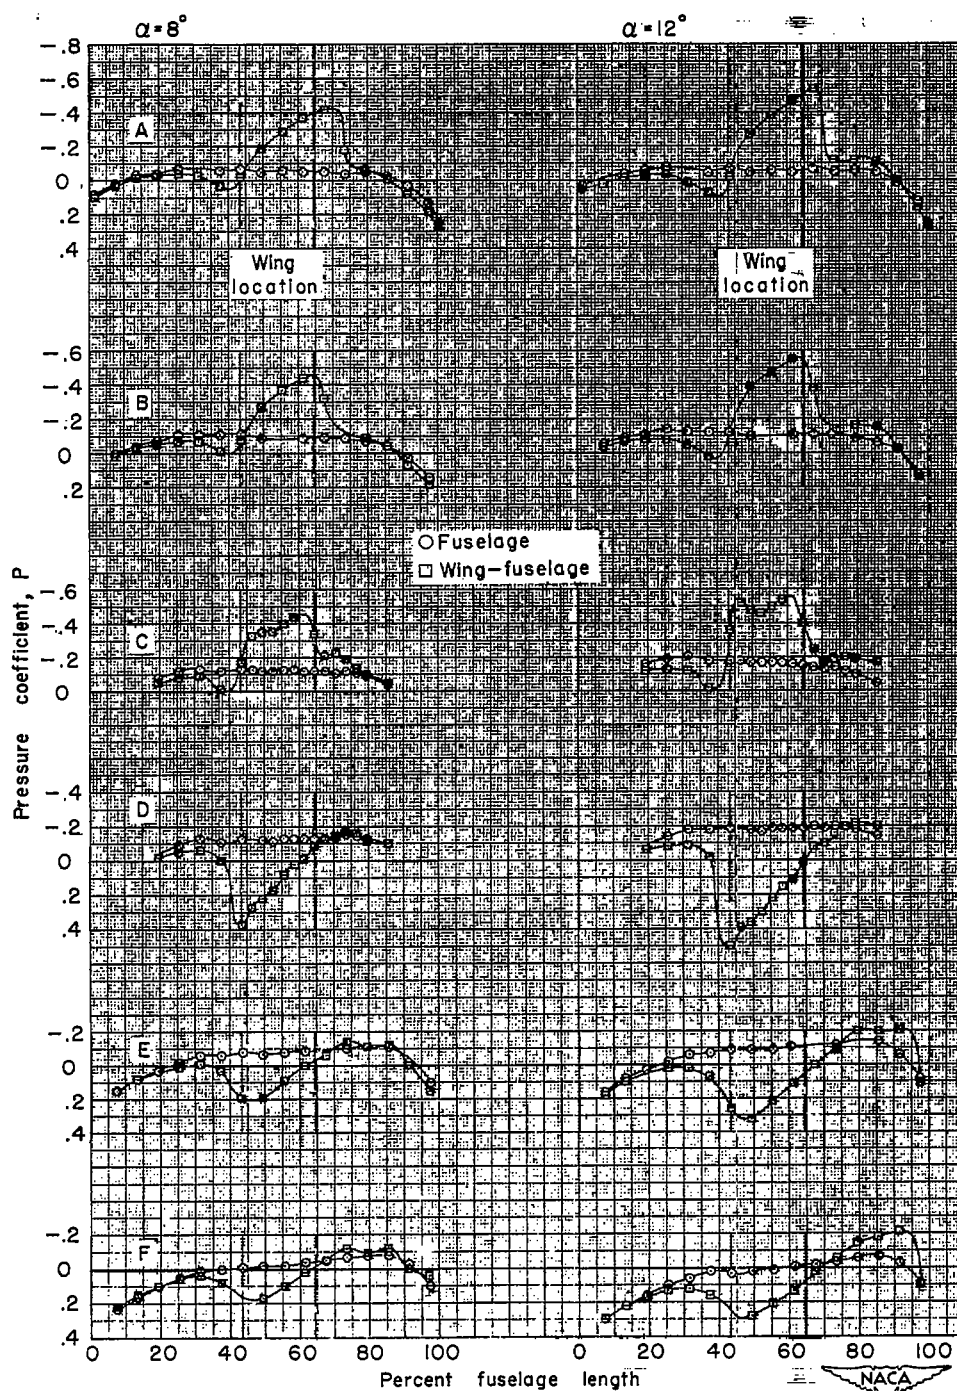 α=8°
α=12°
-.8
-.6
-.4
-.2
0
.2
.4
A
Wing
location
Wing
location
-.6
-.4
-.2
0
.2
B
○ Fuselage
□ Wing-fuselage
-.6
-.4
-.2
0
C
Pressure coefficient, P
-.4
-.2
0
.2
.4
D
-.2
0
.2
.4
E
-.2
0
.2
.4
F
0 20 40 60 80 100
0 20 40 60 80 100
Percent fuselage length
NACA